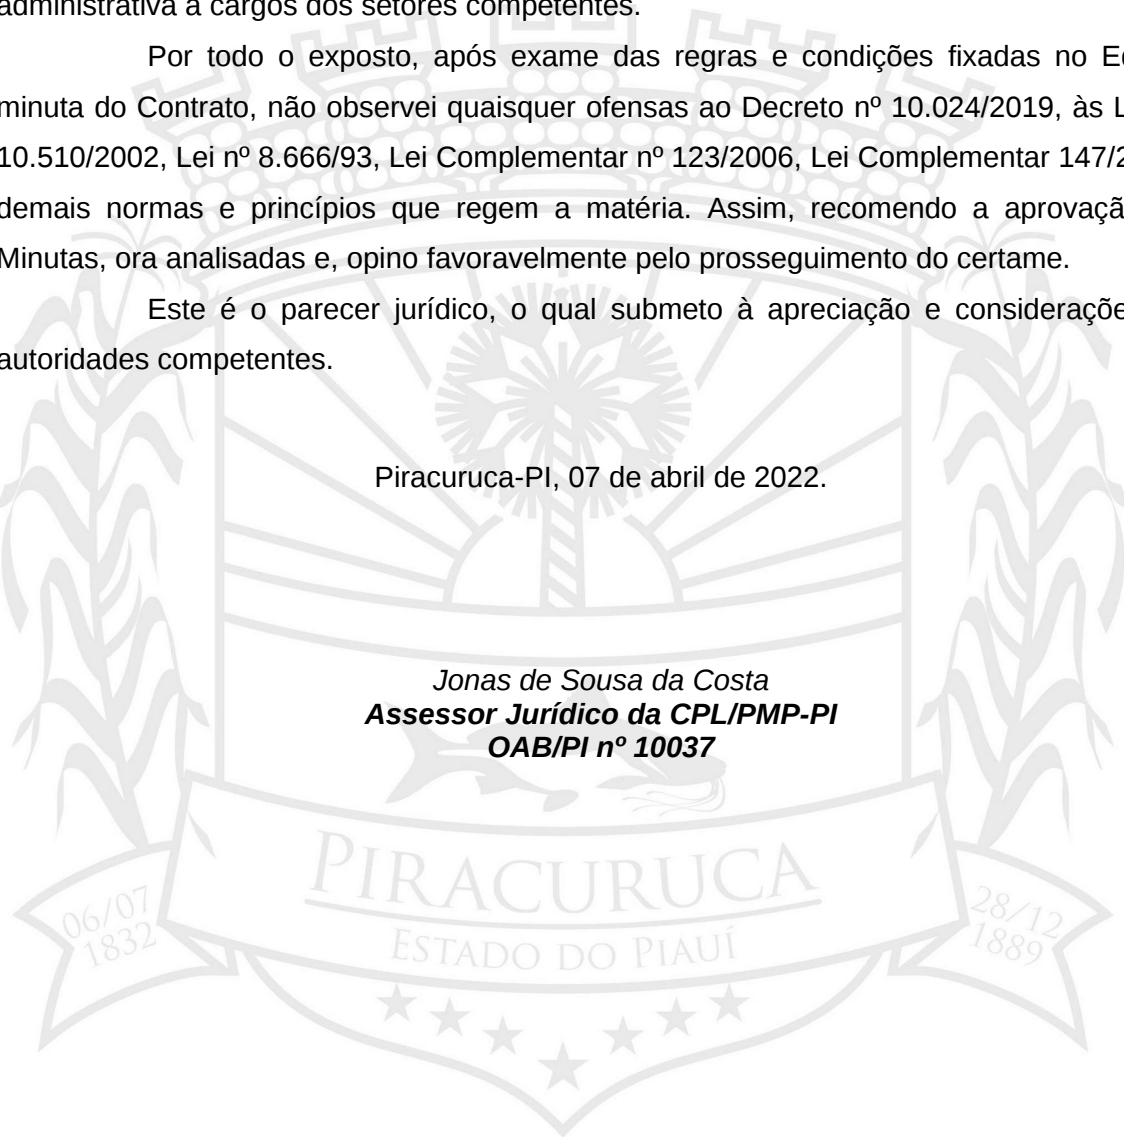 administrativa a cargos dos setores competentes.
Por todo o exposto, após exame das regras e condições fixadas no
minuta do Contrato, não observei quaisquer ofensas ao Decreto nº 10.024/2019, às
10.510/2002, Lei nº 8.666/93, Lei Complementar nº 123/2006, Lei Complementar
demais normas e princípios que regem a matéria. Assim, recomendo a
Minutas, ora analisadas e, opino favoravelmente pelo prosseguimento do certame.
Este é o parecer jurídico, o qual submeto à apreciação e
autoridades competentes.
Piracuruca-PI, 07 de abril de 2022.
Jonas de Sousa da Costa
Assessor Jurídico da CPL/PMP-PI
OAB/PI nº 10037
PIRACURUCA
ESTADO DO PIAUÍ
06/07
1832
28/12
1889